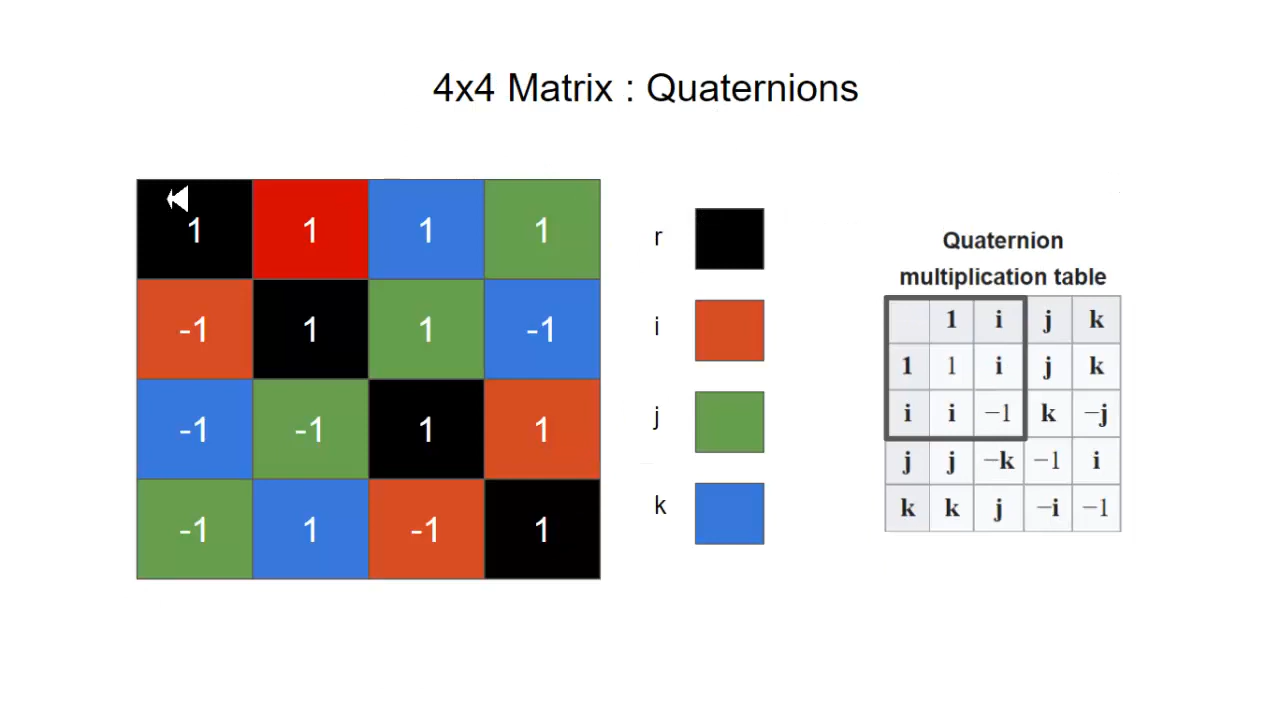 4x4 Matrix : Quaternions
1 1 1 1
-1 1 1 -1
-1 -1 1 1
-1 1 -1 1
r
i
j
k
Quaternion
multiplication table
1 i j k
1 1 i j k
i i −1 k −j
j j −k −1 i
k k j −i −1